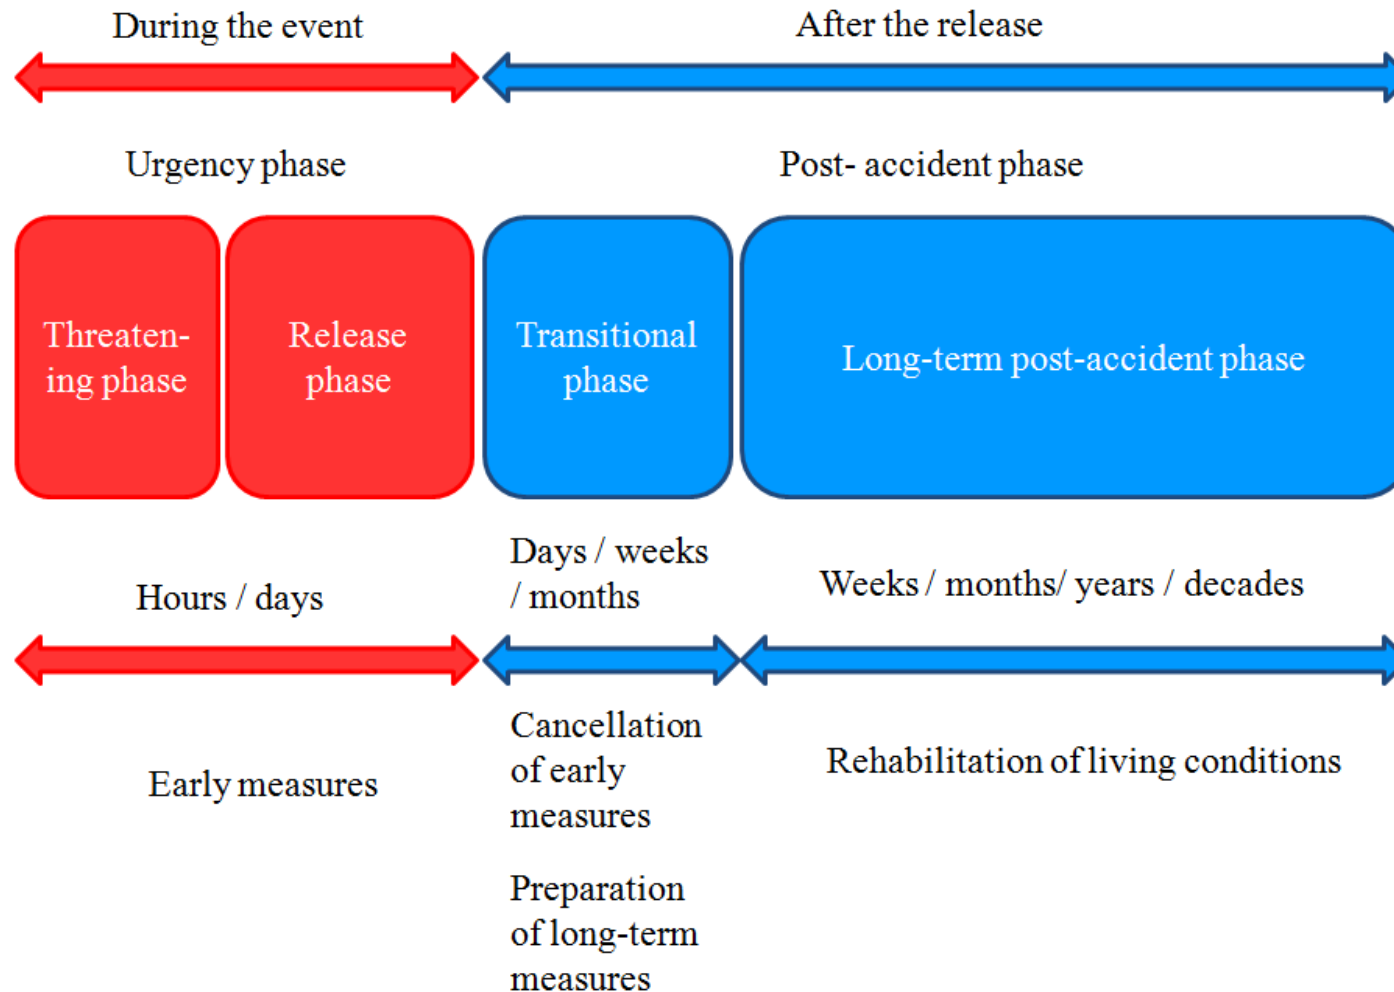 During the event
After the release
Urgency phase
Post- accident phase
Threaten-
ing phase
Release
phase
Transitional
phase
Long-term post-accident phase
Hours / days
Days / weeks
/ months
Weeks / months/ years / decades
Early measures
Cancellation
of early
measures
Preparation
of long-term
measures
Rehabilitation of living conditions